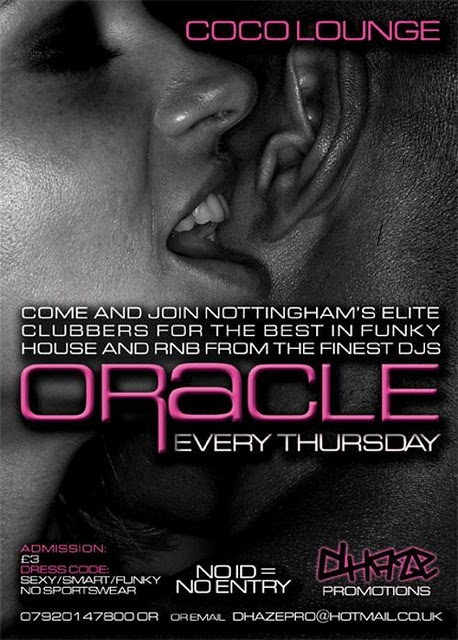 COCO LOUNGE
COME AND JOIN NOTTINGHAM'S ELITE
CLUBBERS FOR THE BEST IN FUNKY
HOUSE AND RNB FROM THE FINEST DJS
ORACLE
EVERY THURSDAY
ADMISSION:
£3
DRESS CODE:
SEXY/SMART/FUNKY
NO SPORTSWEAR
NO ID =
NO ENTRY
DHAZE
PROMOTIONS
07920147800 OR OR EMAIL DHAZEPRO@HOTMAIL.CO.UK